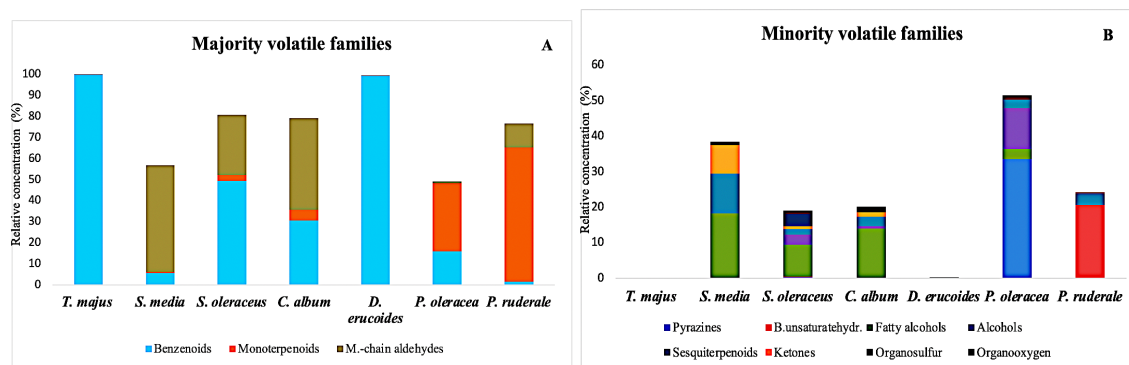 Majority volatile families
A
Relative concentration (%)
100
90
80
70
60
50
40
30
20
10
0
T. majus
S. media
S. oleraceus
C. album
D. erucoides
P. oleracea
P. ruderale
Benzenoids
Monoterpenoids
M.-chain aldehydes
Minority volatile families
B
Relative concentration (%)
60
50
40
30
20
10
0
T. majus
S. media
S. oleraceus
C. album
D. erucoides
P. oleracea
P. ruderale
Pyrazines
B.unsaturatehydr.
Fatty alcohols
Alcohols
Sesquiterpenoids
Ketones
Organosulfur
Organooxygen